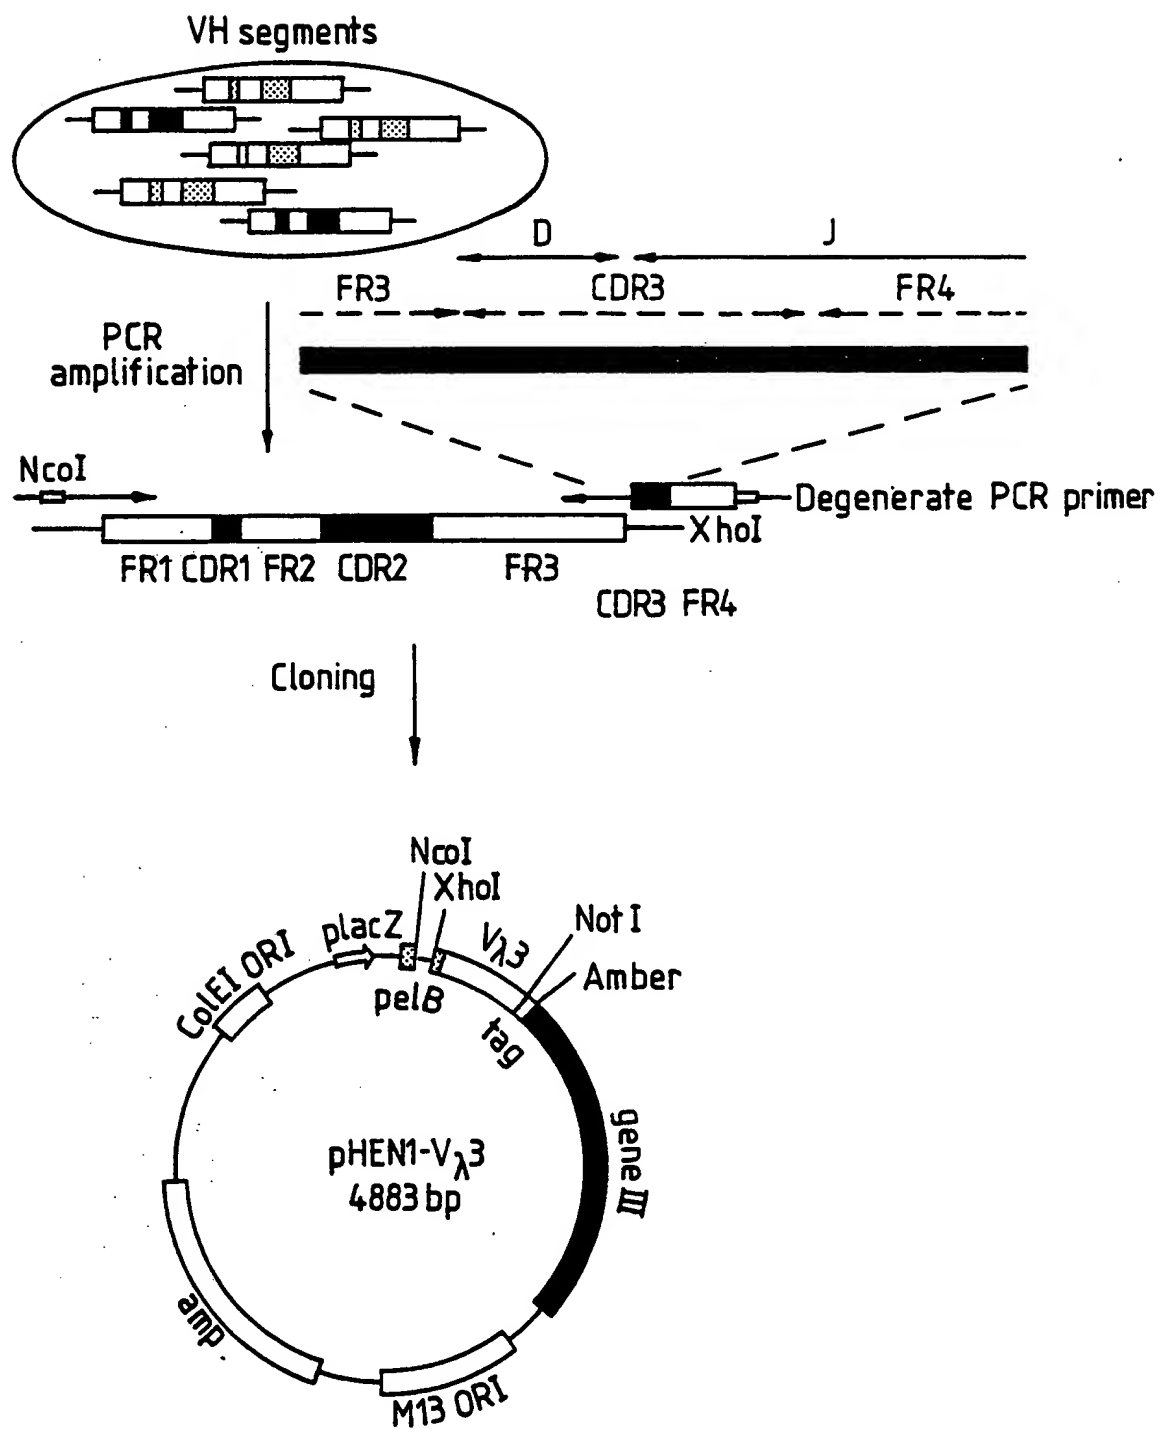 VH segments
D
J
FR3
CDR3
FR4
PCR
amplification
NcoI
Degenerate PCR primer
XhoI
FR1 CDR1 FR2 CDR2 FR3
CDR3 FR4
Cloning
NcoI
XhoI
placZ
Vλ3
Not I
Amber
ColEI ORI
pelB
tag
gene III
pHEN1-Vλ3
4883 bp
amp
M13 ORI